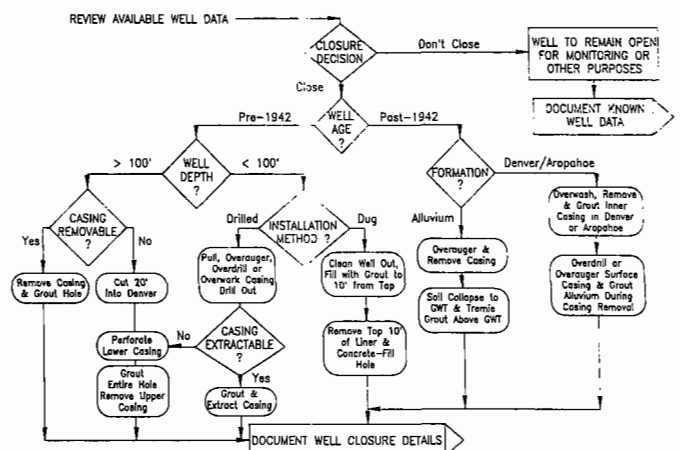 REVIEW AVAILABLE WELL DATA
CLOSURE
DECISION
?
Don't Close
WELL TO REMAIN OPEN
FOR MONITORING OR
OTHER PURPOSES
DOCUMENT KNOWN
WELL DATA
Close
WELL
AGE
?
Pre-1942
Post-1942
> 100'
WELL
DEPTH
?
< 100'
FORMATION
?
Denver/Arapahoe
Alluvium
CASING
REMOVABLE
?
Yes
No
Drilled
INSTALLATION
METHOD ?
Dug
Overwash, Remove
& Grout Inner
Casing in Denver
or Arapahoe
Remove Casing
& Grout Hole
Cut 20'
Into Denver
Pull, Overauger,
Overdrill or
Overwork Casing
Drill Out
Clean Well Out,
Fill with Grout to
10' from Top
Overauger &
Remove Casing
Overdrill or
Overauger Surface
Casing & Grout
Alluvium During
Casing Removal
Soil Collapse to
GWT & Tremie
Grout Above GWT
Perforate
Lower Casing
No
CASING
EXTRACTABLE
?
Remove Top 10'
of Liner &
Concrete-Fill
Hole
Grout
Entire Hole
Remove Upper
Casing
Yes
Grout &
Extract Casing
DOCUMENT WELL CLOSURE DETAILS